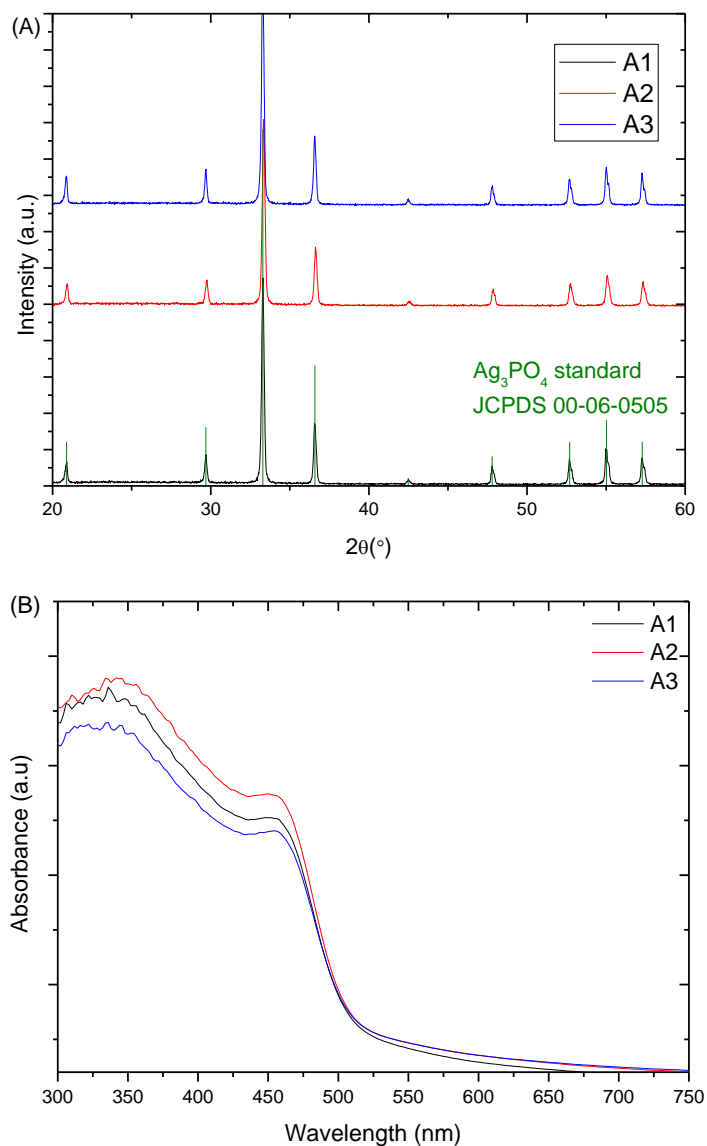 (A)
A1
A2
A3
Intensity (a.u.)
Ag₃PO₄ standard
JCPDS 00-06-0505
20 30 40 50 60
2θ(°)
(B)
A1
A2
A3
Absorbance (a.u)
300 350 400 450 500 550 600 650 700 750
Wavelength (nm)